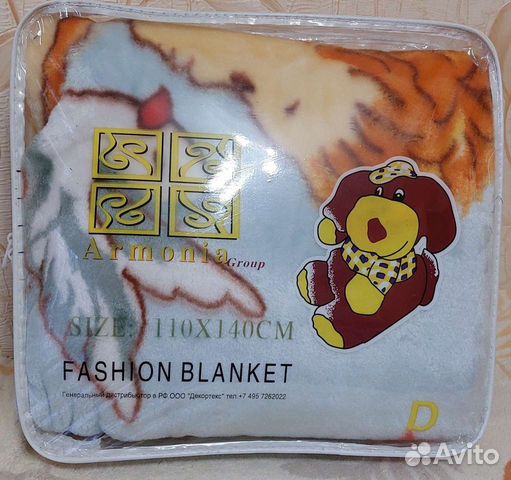 Armonia Group
SIZE: 110X140CM
FASHION BLANKET
Генеральный дистрибьютор в РФ ООО "Декортекс" тел.+7 495 7262022
D
Avito